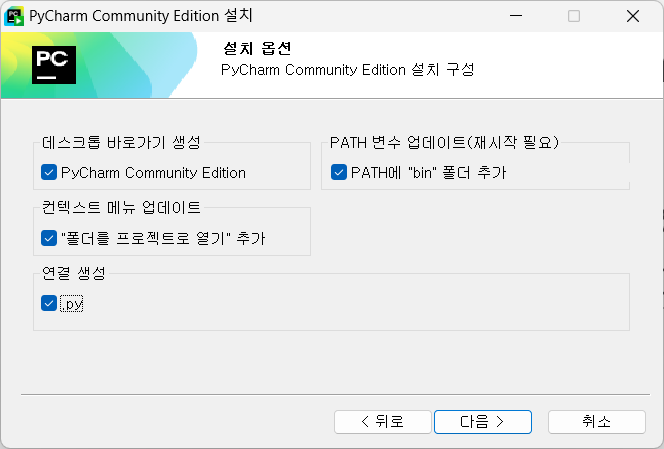 PyCharm Community Edition 설치
PC
설치 옵션
PyCharm Community Edition 설치 구성
데스크톱 바로가기 생성
PyCharm Community Edition
PATH 변수 업데이트(재시작 필요)
PATH에 "bin" 폴더 추가
컨텍스트 메뉴 업데이트
"폴더를 프로젝트로 열기" 추가
연결 생성
.py
< 뒤로
다음 >
취소